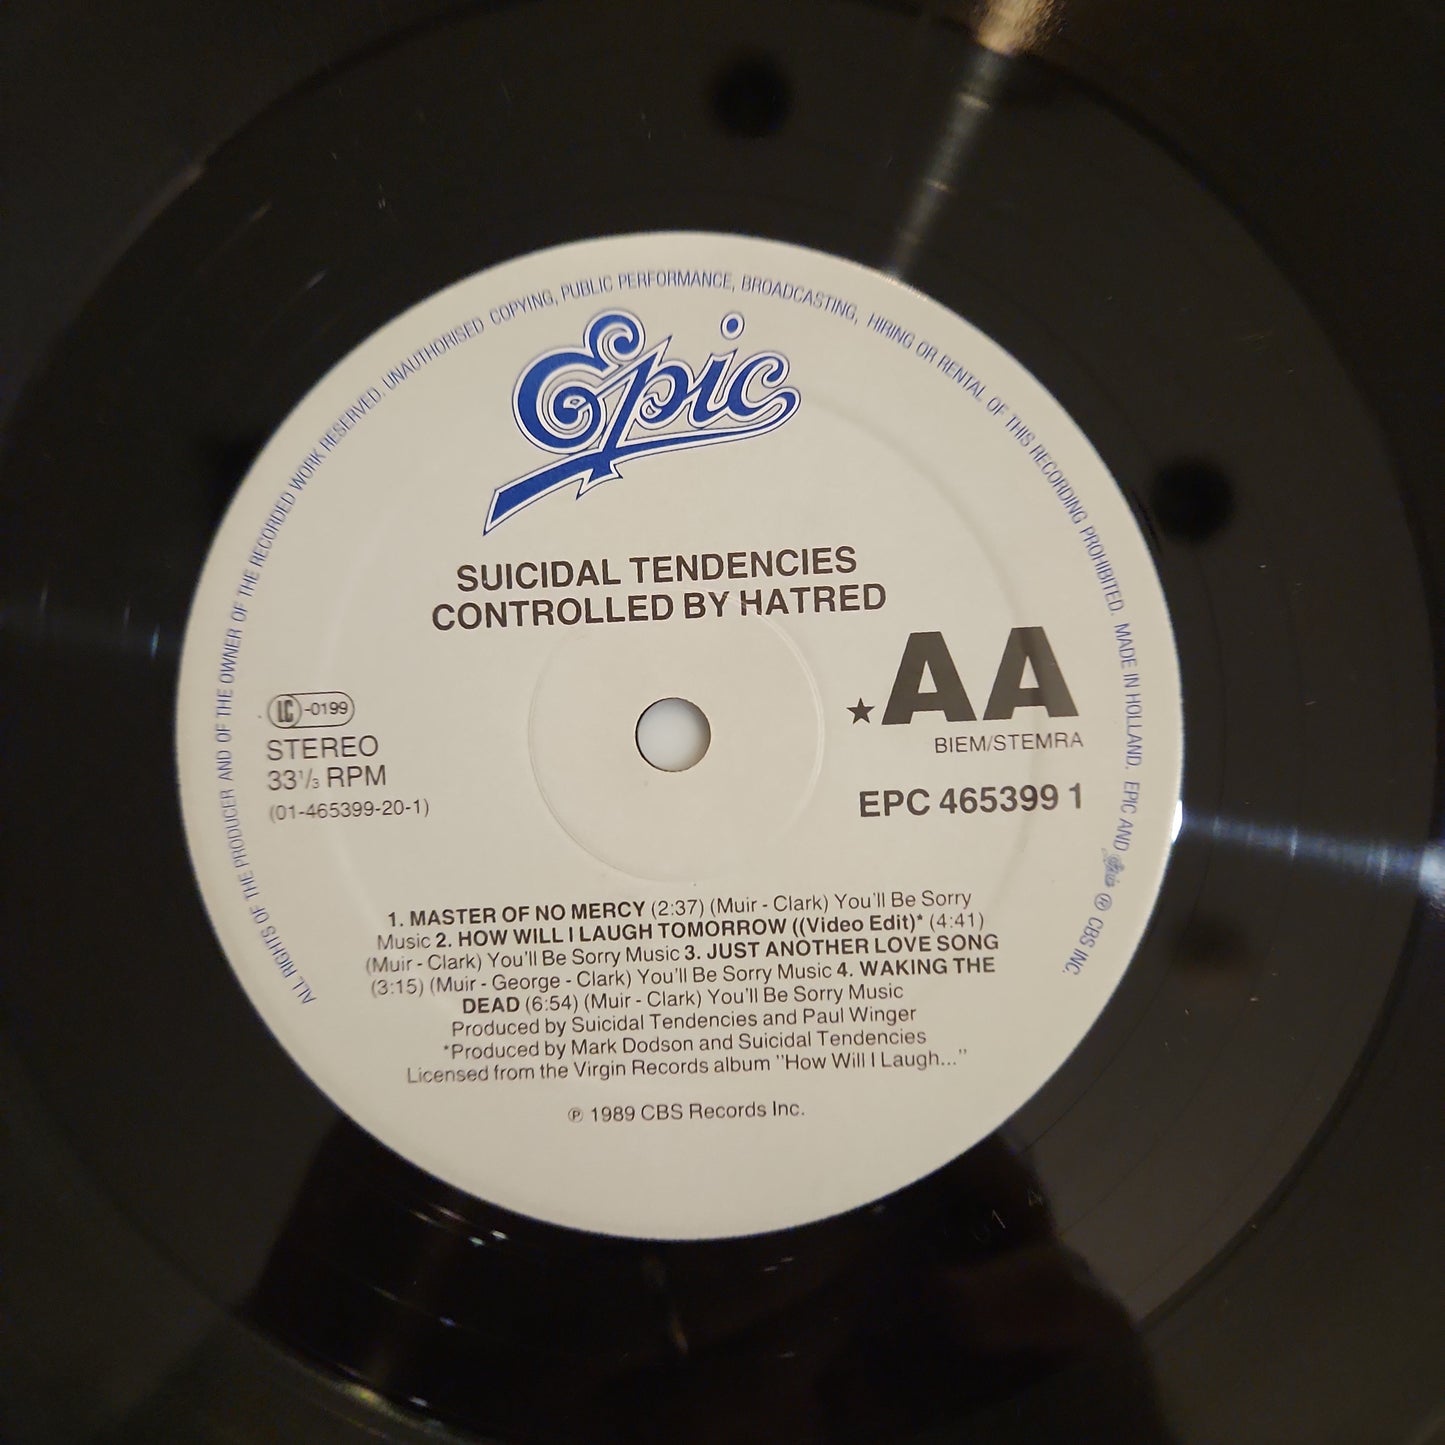 ALL RIGHTS OF THE PRODUCER AND OF THE OWNER OF THE RECORDED WORK RESERVED. UNAUTHORISED COPYING, PUBLIC PERFORMANCE, BROADCASTING, HIRING OR RENTAL OF THIS RECORDING PROHIBITED. MADE IN HOLLAND. EPIC AND Epic ® CBS INC.
Epic
SUICIDAL TENDENCIES
CONTROLLED BY HATRED
★AA
BIEM/STEMRA
EPC 465399 1
LC -0199
STEREO
33⅓ RPM
(01-465399-20-1)
1. MASTER OF NO MERCY (2:37) (Muir - Clark) You'll Be Sorry
Music 2. HOW WILL I LAUGH TOMORROW ((Video Edit)* (4:41)
(Muir - Clark) You'll Be Sorry Music 3. JUST ANOTHER LOVE SONG
(3:15) (Muir - George - Clark) You'll Be Sorry Music 4. WAKING THE
DEAD (6:54) (Muir - Clark) You'll Be Sorry Music
Produced by Suicidal Tendencies and Paul Winger
*Produced by Mark Dodson and Suicidal Tendencies
Licensed from the Virgin Records album "How Will I Laugh..."
℗ 1989 CBS Records Inc.